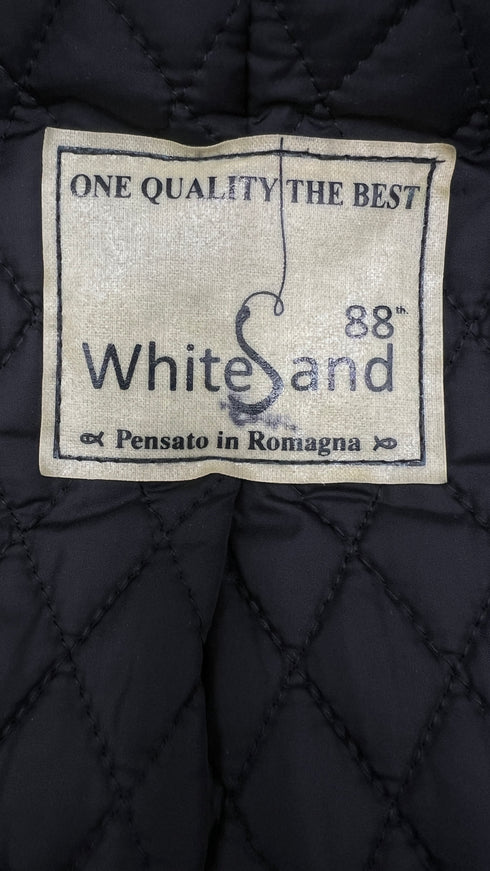 ONE QUALITY THE BEST
88th.
WhiteSand
Pensato in Romagna